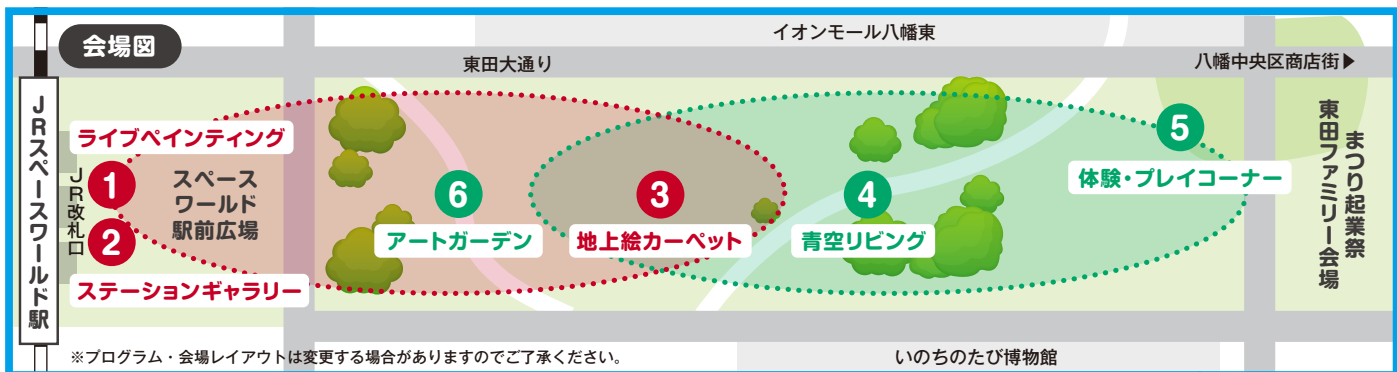 会場図
イオンモール八幡東
東田大通り
八幡中央区商店街▶
JRスペースワールド駅
JR改札口
ライブペインティング
1
2
ステーションギャラリー
スペース
ワールド
駅前広場
6
アートガーデン
3
地上絵カーペット
4
青空リビング
5
体験・プレイコーナー
まつり起業祭
東田ファミリー会場
※プログラム・会場レイアウトは変更する場合がありますのでご了承ください。
いのちのたび博物館